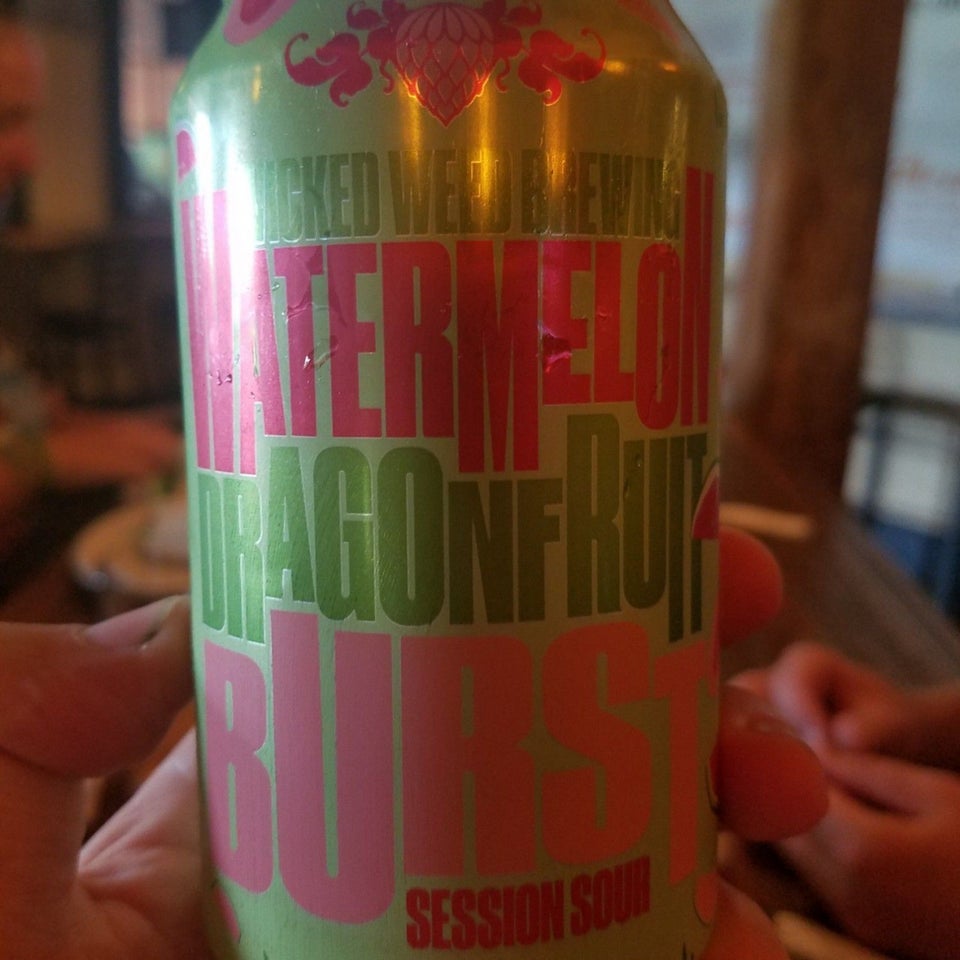 WICKED WEED BREWING
WATERMELON
DRAGONFRUIT
BURST
SESSION SOUR